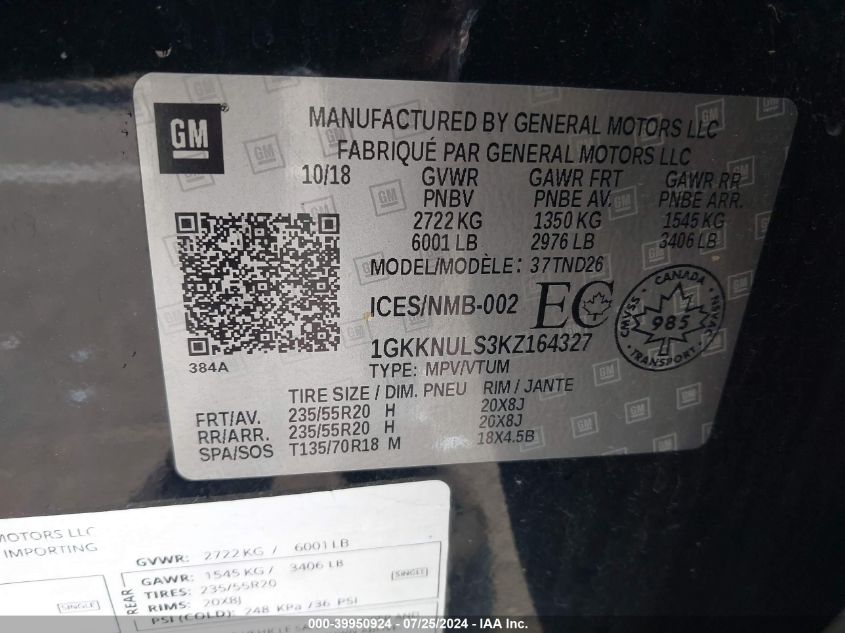 GM
MANUFACTURED BY GENERAL MOTORS LLC
FABRIQUÉ PAR GENERAL MOTORS LLC
10/18 GVWR GAWR FRT GAWR RR
PNBV PNBE AV. PNBE ARR.
2722 KG 1350 KG 1545 KG
6001 LB 2976 LB 3406 LB
MODEL/MODÈLE: 37TND26
ICES/NMB-002 EC
CANADA
CMVSS 985 NSVAC
TRANSPORT
1GKKNULS3KZ164327
384A
TYPE: MPV/VTUM
TIRE SIZE / DIM. PNEU RIM / JANTE
FRT/AV. 235/55R20 H 20X8J
RR/ARR. 235/55R20 H 20X8J
SPA/SOS T135/70R18 M 18X4.5B
MOTORS LLC
IMPORTING
GVWR: 2722 KG / 6001 LB
GAWR: 1545 KG / 3406 LB
SINGLE REAR TIRES: 235/55R20 SINGLE
RIMS: 20X8J
PSI (COLD): 248 KPa /36 PSI
000-39950924 - 07/25/2024 - IAA, Inc.